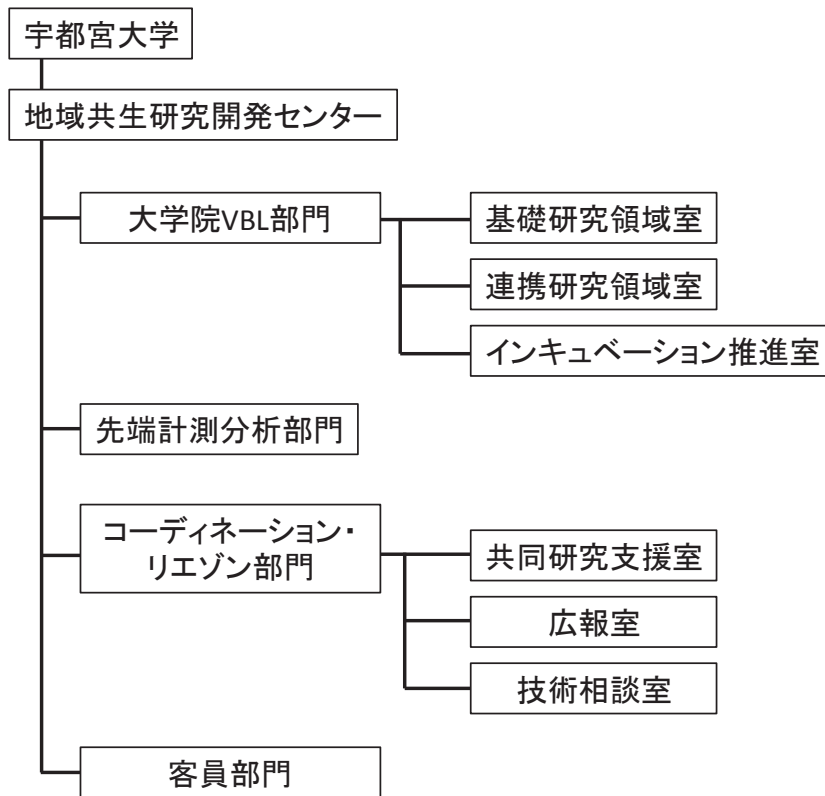 宇都宮大学
地域共生研究開発センター
大学院VBL部門
基礎研究領域室
連携研究領域室
インキュベーション推進室
先端計測分析部門
コーディネーション・
リエゾン部門
共同研究支援室
広報室
技術相談室
客員部門